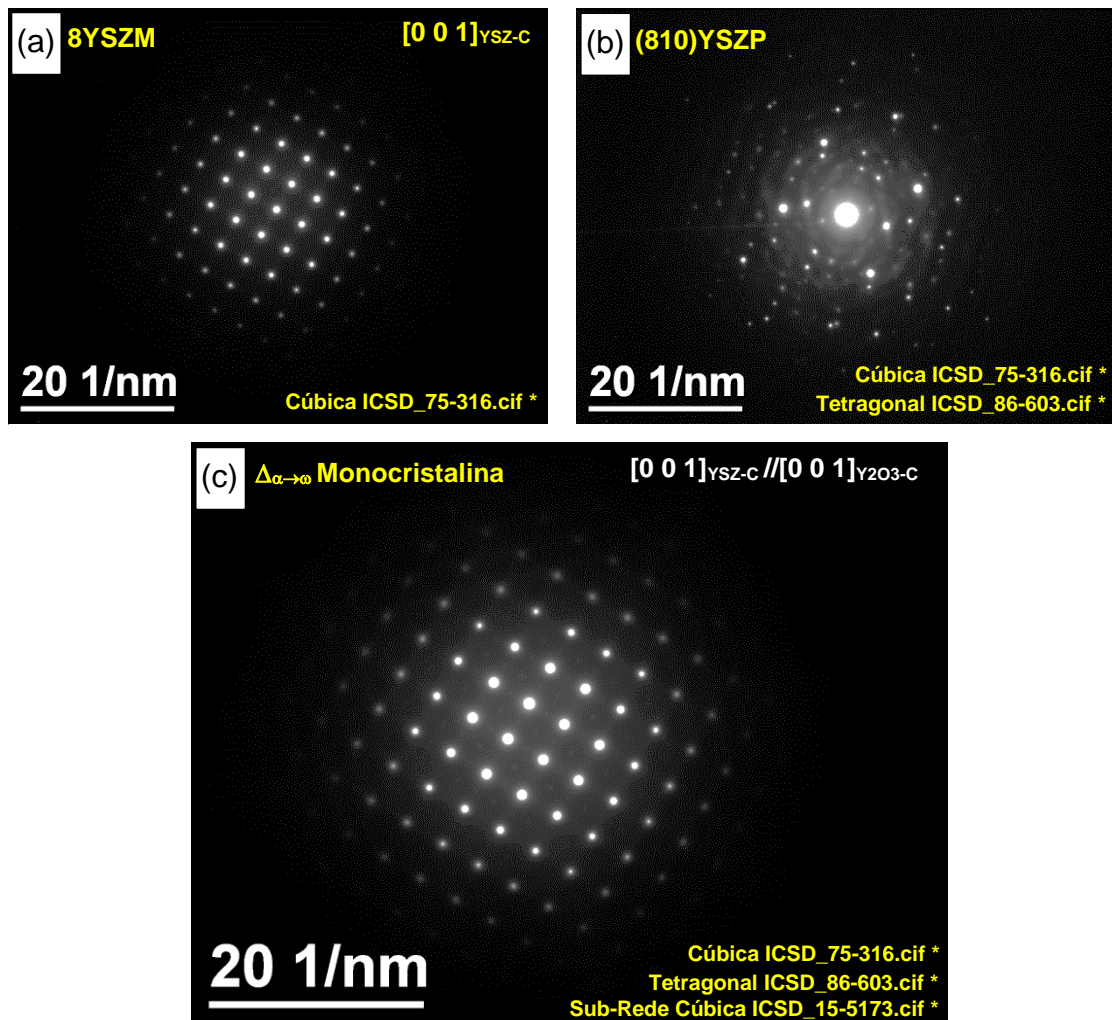 (a) 8YSZM [0 0 1]YSZ-C
20 1/nm
Cúbica ICSD_75-316.cif *
(b) (810)YSZP
20 1/nm
Cúbica ICSD_75-316.cif *
Tetragonal ICSD_86-603.cif *
(c) Δα→ω Monocristalina [0 0 1]YSZ-C //[0 0 1]Y2O3-C
20 1/nm
Cúbica ICSD_75-316.cif *
Tetragonal ICSD_86-603.cif *
Sub-Rede Cúbica ICSD_15-5173.cif *